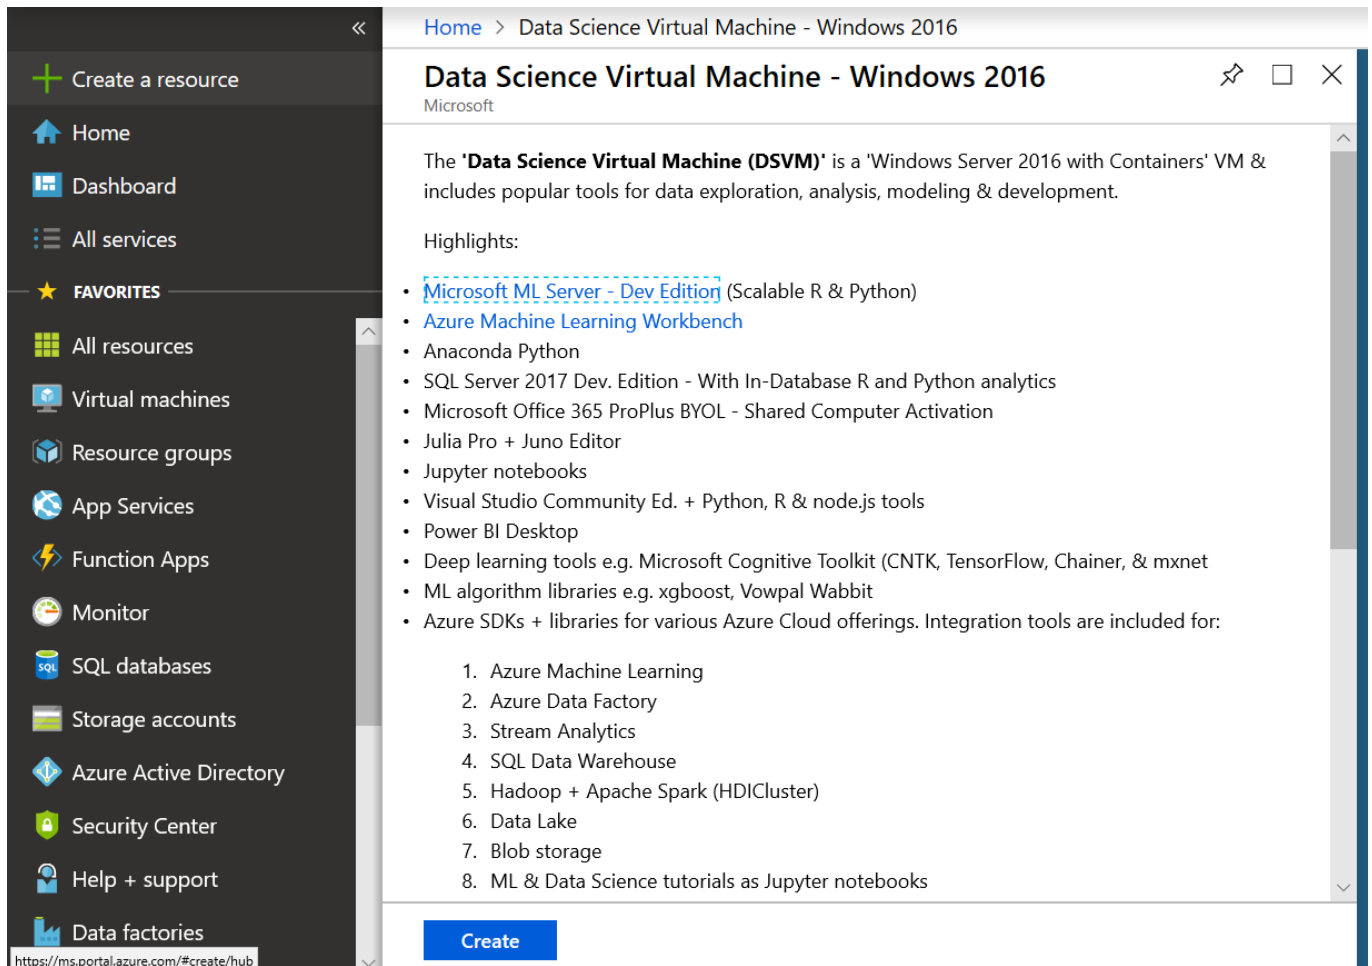 «
Create a resource
Home
Dashboard
All services
FAVORITES
All resources
Virtual machines
Resource groups
App Services
Function Apps
Monitor
SQL
SQL databases
Storage accounts
Azure Active Directory
Security Center
Help + support
Data factories
https://ms.portal.azure.com/#create/hub
Home > Data Science Virtual Machine - Windows 2016
Data Science Virtual Machine - Windows 2016
Microsoft
The 'Data Science Virtual Machine (DSVM)' is a 'Windows Server 2016 with Containers' VM &
includes popular tools for data exploration, analysis, modeling & development.
Highlights:
• Microsoft ML Server - Dev Edition (Scalable R & Python)
• Azure Machine Learning Workbench
• Anaconda Python
• SQL Server 2017 Dev. Edition - With In-Database R and Python analytics
• Microsoft Office 365 ProPlus BYOL - Shared Computer Activation
• Julia Pro + Juno Editor
• Jupyter notebooks
• Visual Studio Community Ed. + Python, R & node.js tools
• Power BI Desktop
• Deep learning tools e.g. Microsoft Cognitive Toolkit (CNTK, TensorFlow, Chainer, & mxnet
• ML algorithm libraries e.g. xgboost, Vowpal Wabbit
• Azure SDKs + libraries for various Azure Cloud offerings. Integration tools are included for:
1. Azure Machine Learning
2. Azure Data Factory
3. Stream Analytics
4. SQL Data Warehouse
5. Hadoop + Apache Spark (HDICluster)
6. Data Lake
7. Blob storage
8. ML & Data Science tutorials as Jupyter notebooks
Create